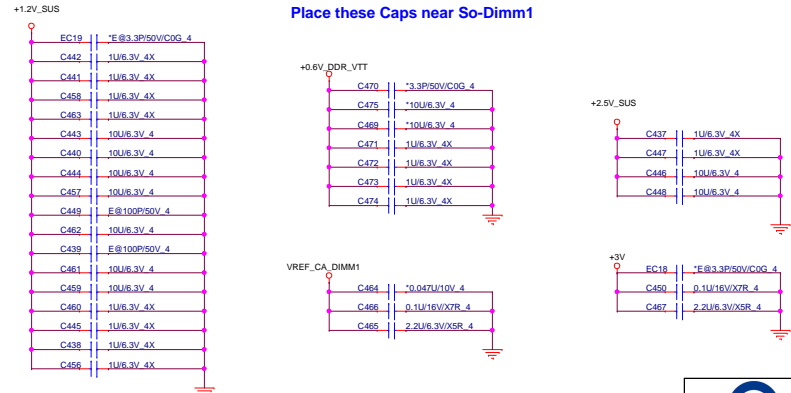 Place these Caps near So-Dimm1
+1.2V_SUS
EC19 *E@3.3P/50V/C0G_4
C442 1U/6.3V_4X
C441 1U/6.3V_4X
C458 1U/6.3V_4X
C463 1U/6.3V_4X
C443 10U/6.3V_4
C440 10U/6.3V_4
C444 10U/6.3V_4
C457 10U/6.3V_4
C449 E@100P/50V_4
C462 10U/6.3V_4
C439 E@100P/50V_4
C461 10U/6.3V_4
C459 10U/6.3V_4
C460 1U/6.3V_4X
C445 1U/6.3V_4X
C438 1U/6.3V_4X
C456 1U/6.3V_4X
+0.6V_DDR_VTT
C470 *3.3P/50V/C0G_4
C475 *10U/6.3V_4
C469 *10U/6.3V_4
C471 1U/6.3V_4X
C472 1U/6.3V_4X
C473 1U/6.3V_4X
C474 1U/6.3V_4X
VREF_CA_DIMM1
C464 *0.047U/10V_4
C466 0.1U/16V/X7R_4
C465 2.2U/6.3V/X5R_4
+2.5V_SUS
C437 1U/6.3V_4X
C447 1U/6.3V_4X
C446 10U/6.3V_4
C448 10U/6.3V_4
+3V
EC18 *E@3.3P/50V/C0G_4
C450 0.1U/16V/X7R_4
C467 2.2U/6.3V/X5R_4